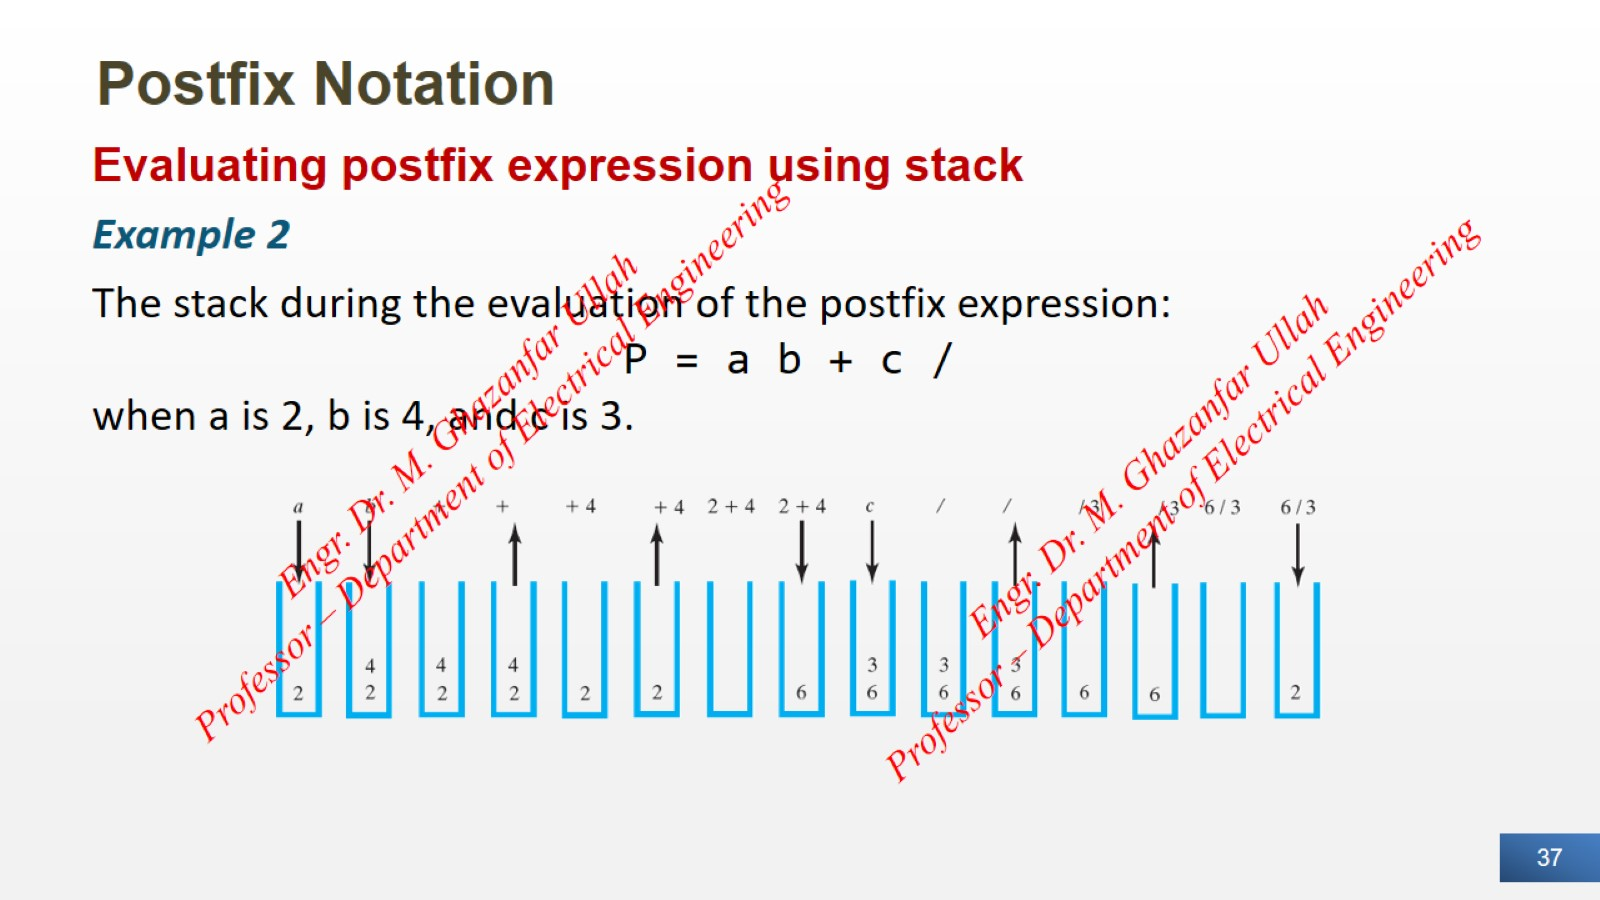 Postfix Notation
Evaluating postfix expression using stack
Example 2
The stack during the evaluation of the postfix expression:
P = a b + c /
when a is 2, b is 4, and c is 3.
a b + + + 4 + 4 2 + 4 2 + 4 c / / / 3 / 3 6 / 3 6 / 3
4 4 4 3 3 3
2 2 2 2 2 2 6 6 6 6 6 6 2
Engr. Dr. M. Ghazanfar Ullah
Professor – Department of Electrical Engineering
Engr. Dr. M. Ghazanfar Ullah
Professor – Department of Electrical Engineering
37